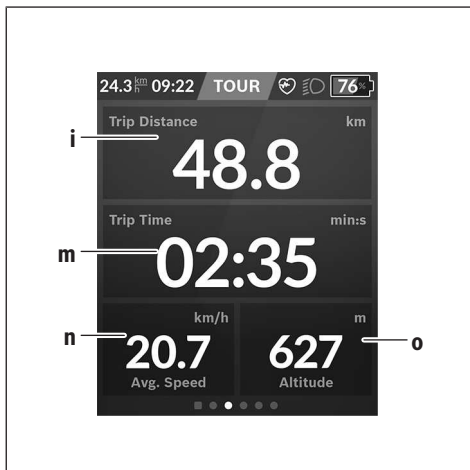 24.3 km/h 09:22 TOUR 76%
i
Trip Distance km
48.8
Trip Time min:s
m
02:35
n
km/h m
20.7 627
o
Avg. Speed Altitude